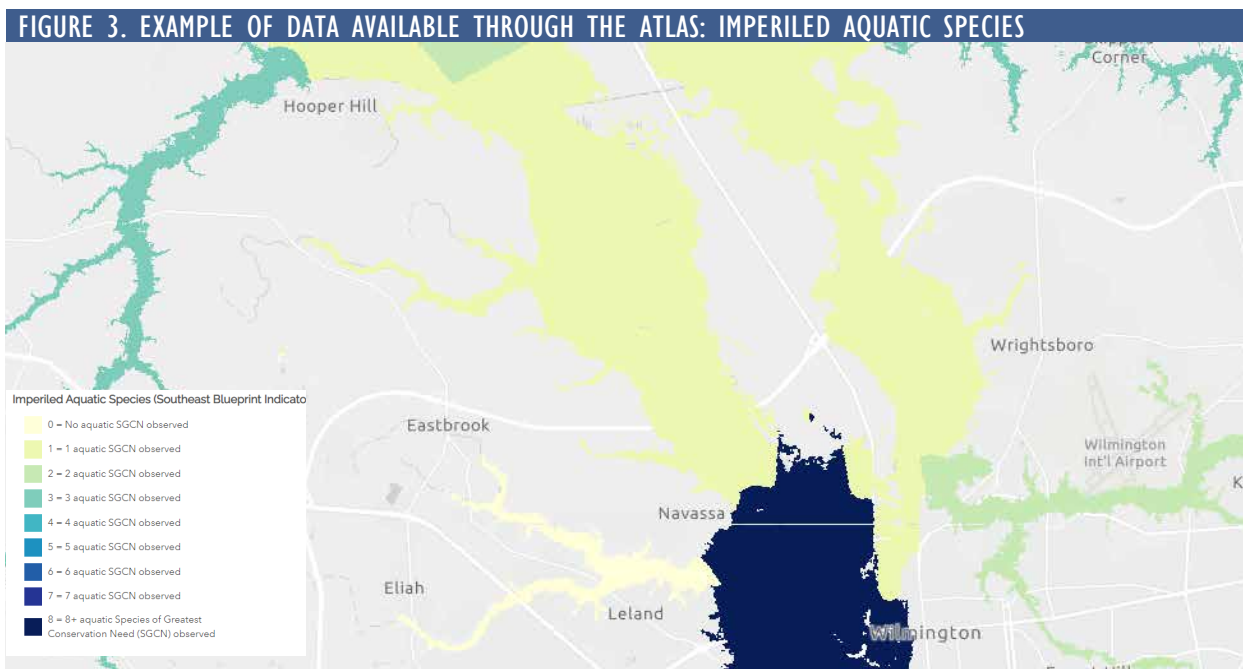 FIGURE 3. EXAMPLE OF DATA AVAILABLE THROUGH THE ATLAS: IMPERILED AQUATIC SPECIES
Corner
Hooper Hill
Wrightsboro
Imperiled Aquatic Species (Southeast Blueprint Indicato
0 = No aquatic SGCN observed
1 = 1 aquatic SGCN observed
2 = 2 aquatic SGCN observed
3 = 3 aquatic SGCN observed
4 = 4 aquatic SGCN observed
5 = 5 aquatic SGCN observed
6 = 6 aquatic SGCN observed
7 = 7 aquatic SGCN observed
8 = 8+ aquatic Species of Greatest
Conservation Need (SGCN) observed
Eastbrook
Wilmington
Int'l Airport
K
Navassa
Eliah
Leland
Wilmington